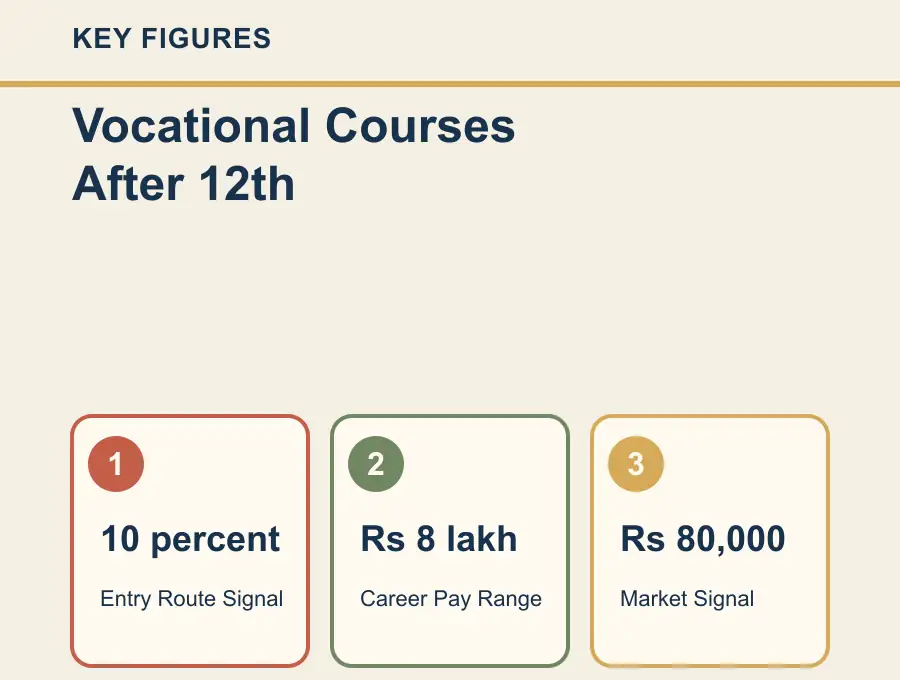 KEY FIGURES
Vocational Courses
After 12th
1
2
3
10 percent
Rs 8 lakh
Rs 80,000
Entry Route Signal
Career Pay Range
Market Signal